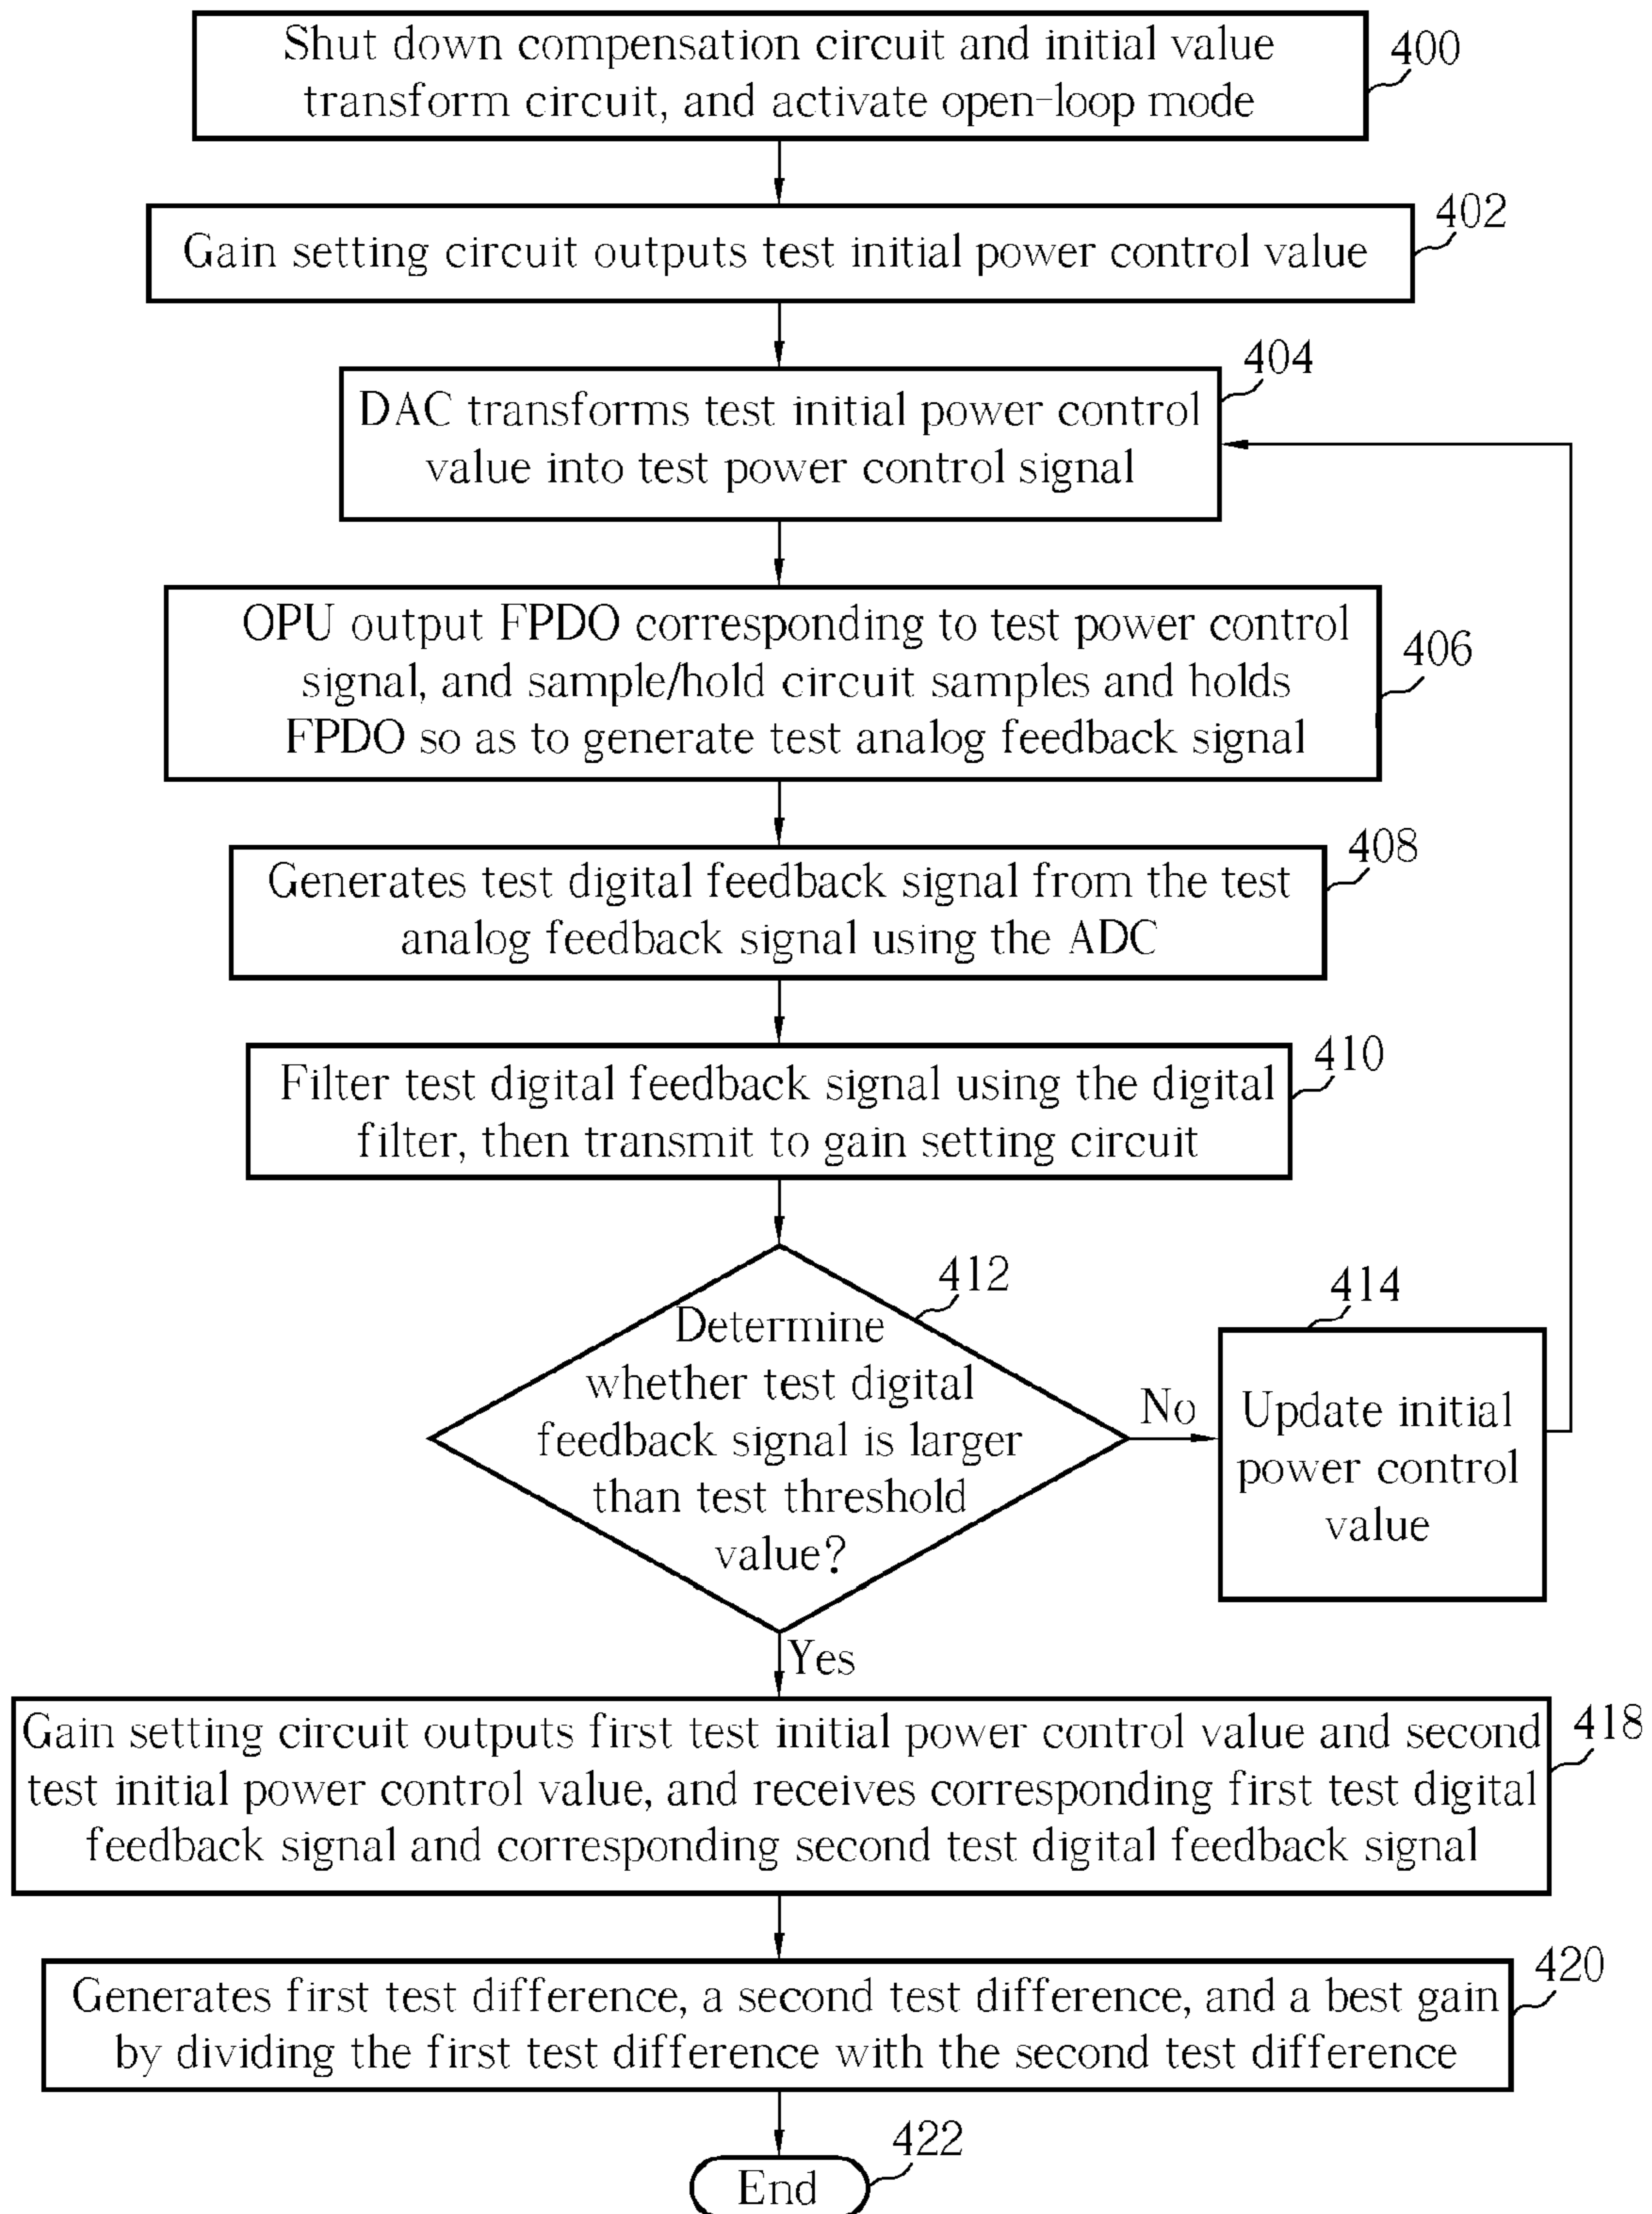 Shut down compensation circuit and initial value
transform circuit, and activate open-loop mode
400
Gain setting circuit outputs test initial power control value
402
DAC transforms test initial power control
value into test power control signal
404
OPU output FPDO corresponding to test power control
signal, and sample/hold circuit samples and holds
FPDO so as to generate test analog feedback signal
406
Generates test digital feedback signal from the test
analog feedback signal using the ADC
408
Filter test digital feedback signal using the digital
filter, then transmit to gain setting circuit
410
Determine
whether test digital
feedback signal is larger
than test threshold
value?
412
No
Update initial
power control
value
414
Yes
Gain setting circuit outputs first test initial power control value and second
test initial power control value, and receives corresponding first test digital
feedback signal and corresponding second test digital feedback signal
418
Generates first test difference, a second test difference, and a best gain
by dividing the first test difference with the second test difference
420
End
422